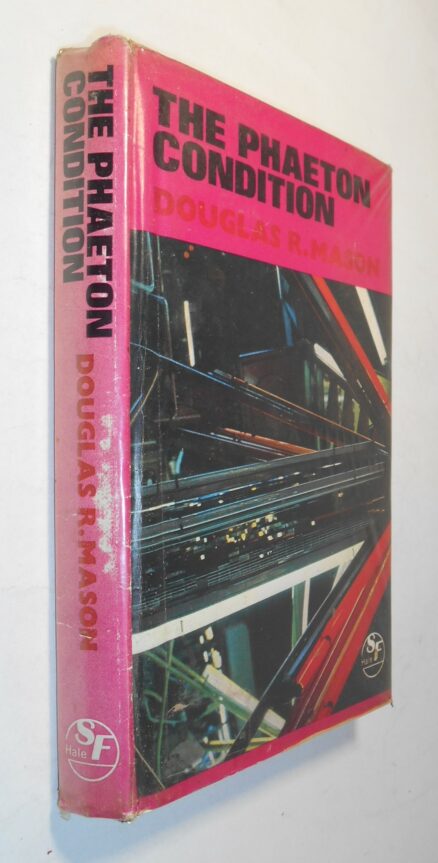 THE PHAETON
CONDITION
DOUGLAS R. MASON
SF
Hale
THE PHAETON
CONDITION
DOUGLAS R. MASON
SF
Hale